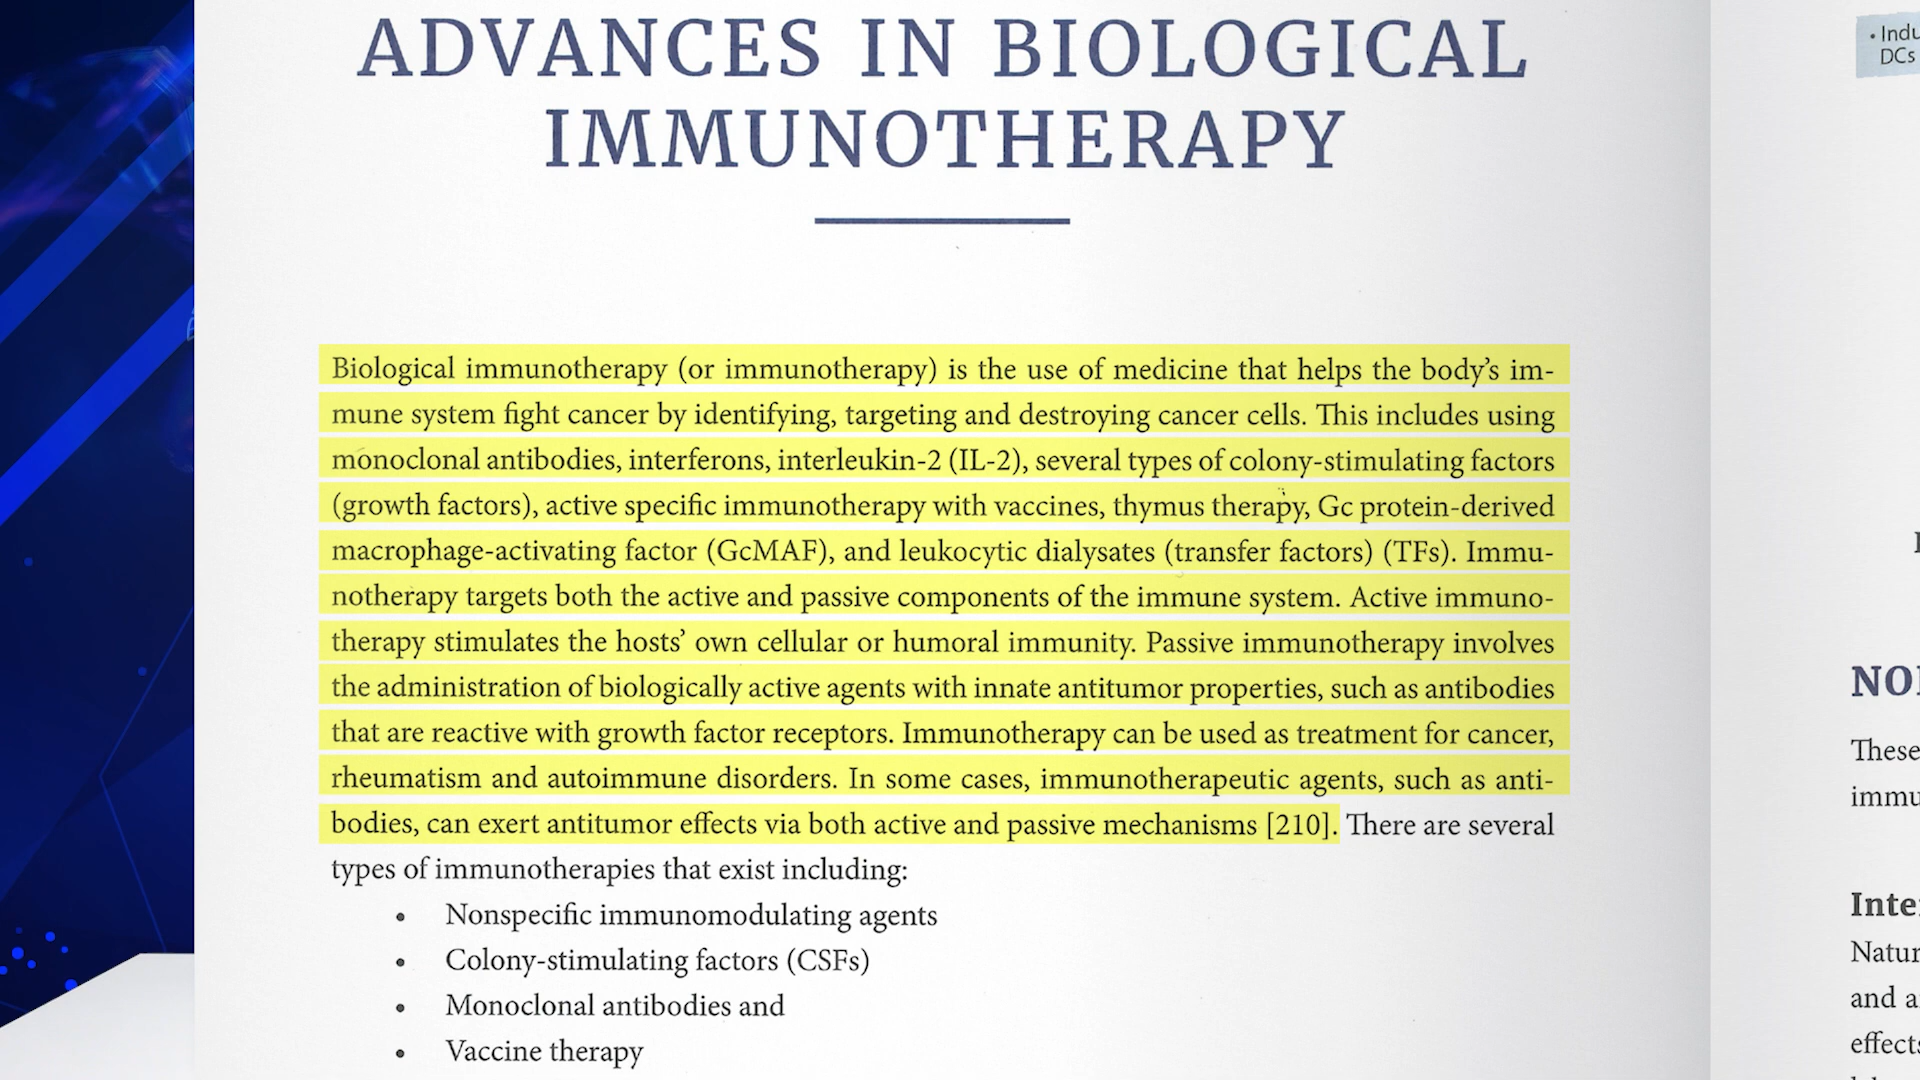 ADVANCES IN BIOLOGICAL
IMMUNOTHERAPY
Biological immunotherapy (or immunotherapy) is the use of medicine that helps the body’s im-
mune system fight cancer by identifying, targeting and destroying cancer cells. This includes using
monoclonal antibodies, interferons, interleukin-2 (IL-2), several types of colony-stimulating factors
(growth factors), active specific immunotherapy with vaccines, thymus therapy, Gc protein-derived
macrophage-activating factor (GcMAF), and leukocytic dialysates (transfer factors) (TFs). Immu-
notherapy targets both the active and passive components of the immune system. Active immuno-
therapy stimulates the hosts’ own cellular or humoral immunity. Passive immunotherapy involves
the administration of biologically active agents with innate antitumor properties, such as antibodies
that are reactive with growth factor receptors. Immunotherapy can be used as treatment for cancer,
rheumatism and autoimmune disorders. In some cases, immunotherapeutic agents, such as anti-
bodies, can exert antitumor effects via both active and passive mechanisms [210]. There are several
types of immunotherapies that exist including:
• Nonspecific immunomodulating agents
• Colony-stimulating factors (CSFs)
• Monoclonal antibodies and
• Vaccine therapy
• Indu
DCs
These
immu
Natur
and a
effects